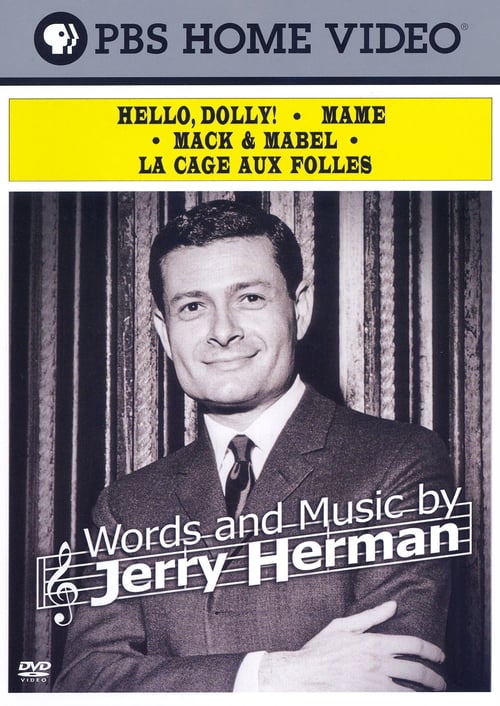 PBS HOME VIDEO®
HELLO, DOLLY! • MAME
• MACK & MABEL •
LA CAGE AUX FOLLES
Words and Music by
Jerry Herman
DVD
VIDEO